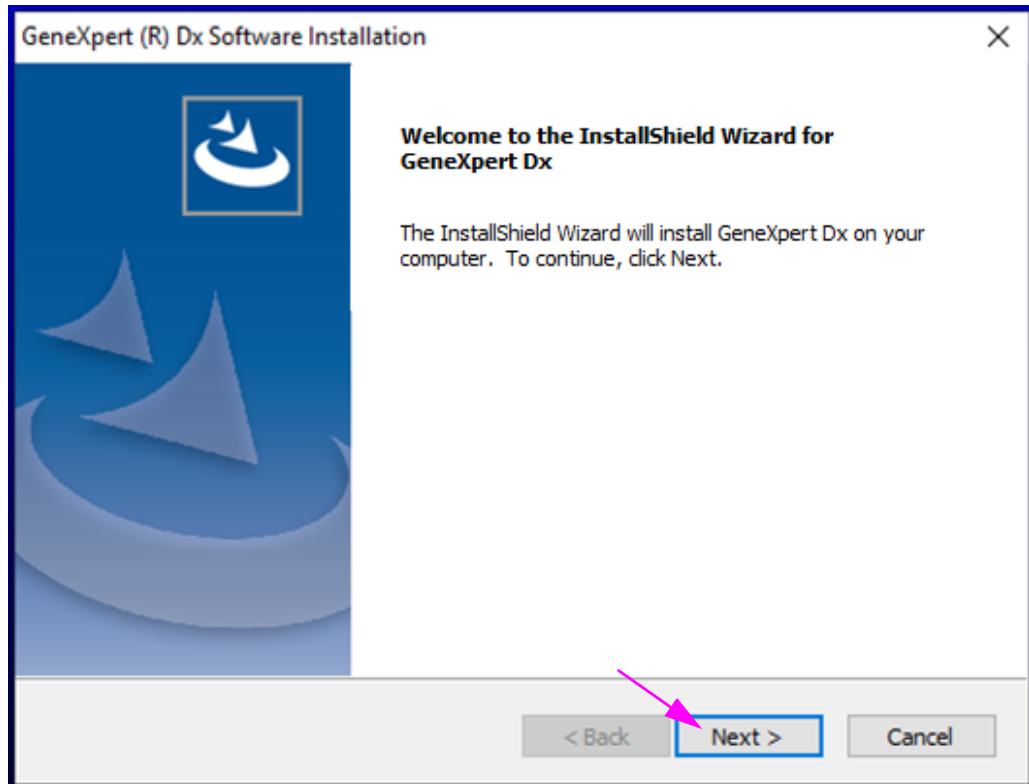 GeneXpert (R) Dx Software Installation
Welcome to the InstallShield Wizard for
GeneXpert Dx
The InstallShield Wizard will install GeneXpert Dx on your
computer.  To continue, click Next.
< Back
Next >
Cancel